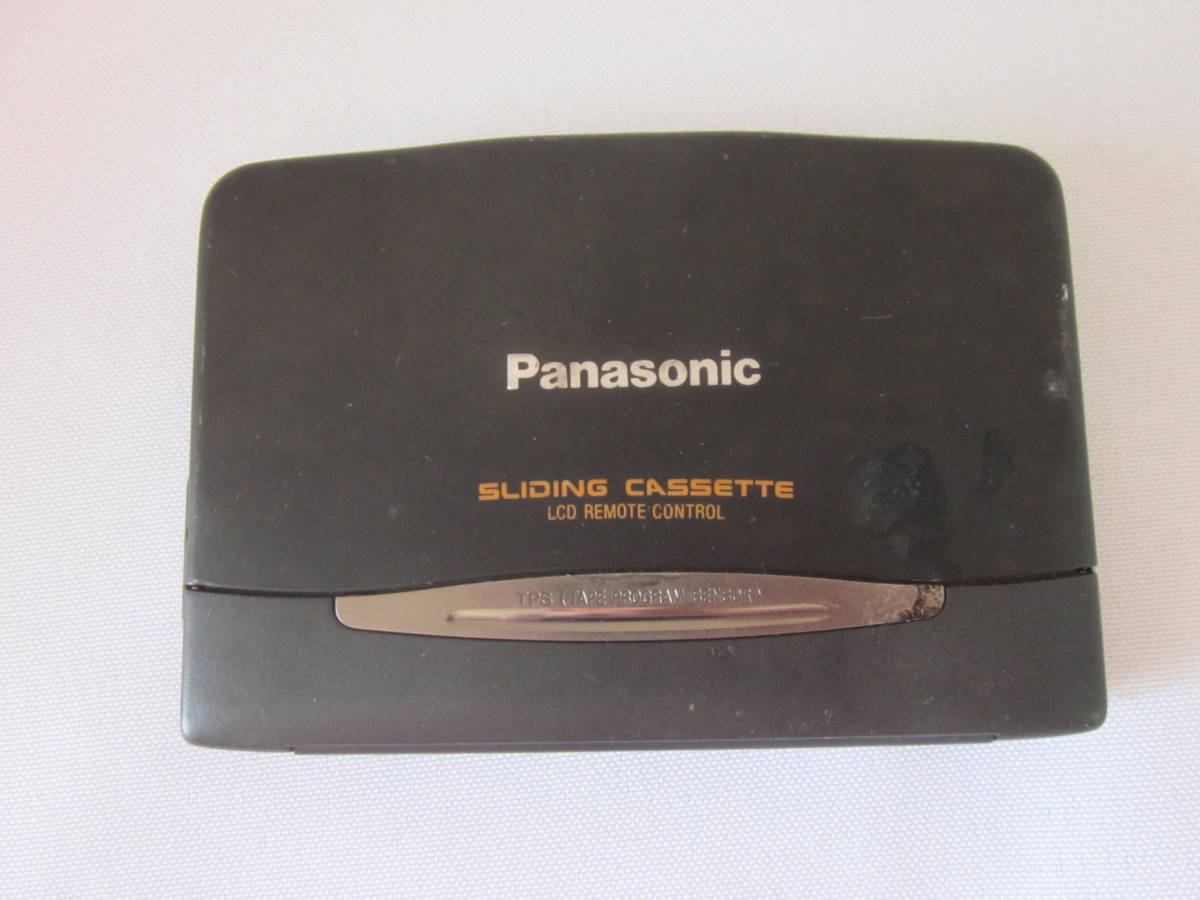 Panasonic
SLIDING CASSETTE
LCD REMOTE CONTROL
TPS (TAPE PROGRAM SENSOR)